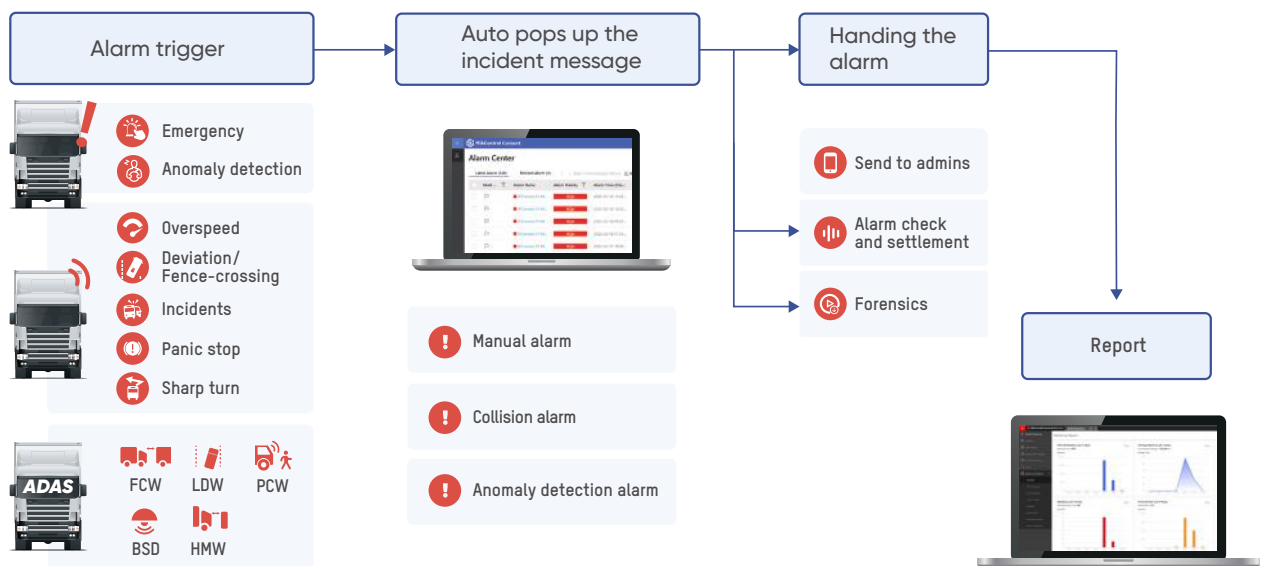 Alarm trigger
Auto pops up the
incident message
Handing the
alarm
Emergency
Anomaly detection
Overspeed
Deviation/
Fence-crossing
Incidents
Panic stop
Sharp turn
ADAS
FCW
LDW
PCW
BSD
HMW
Alarm Center
Manual alarm
Collision alarm
Anomaly detection alarm
Send to admins
Alarm check
and settlement
Forensics
Report